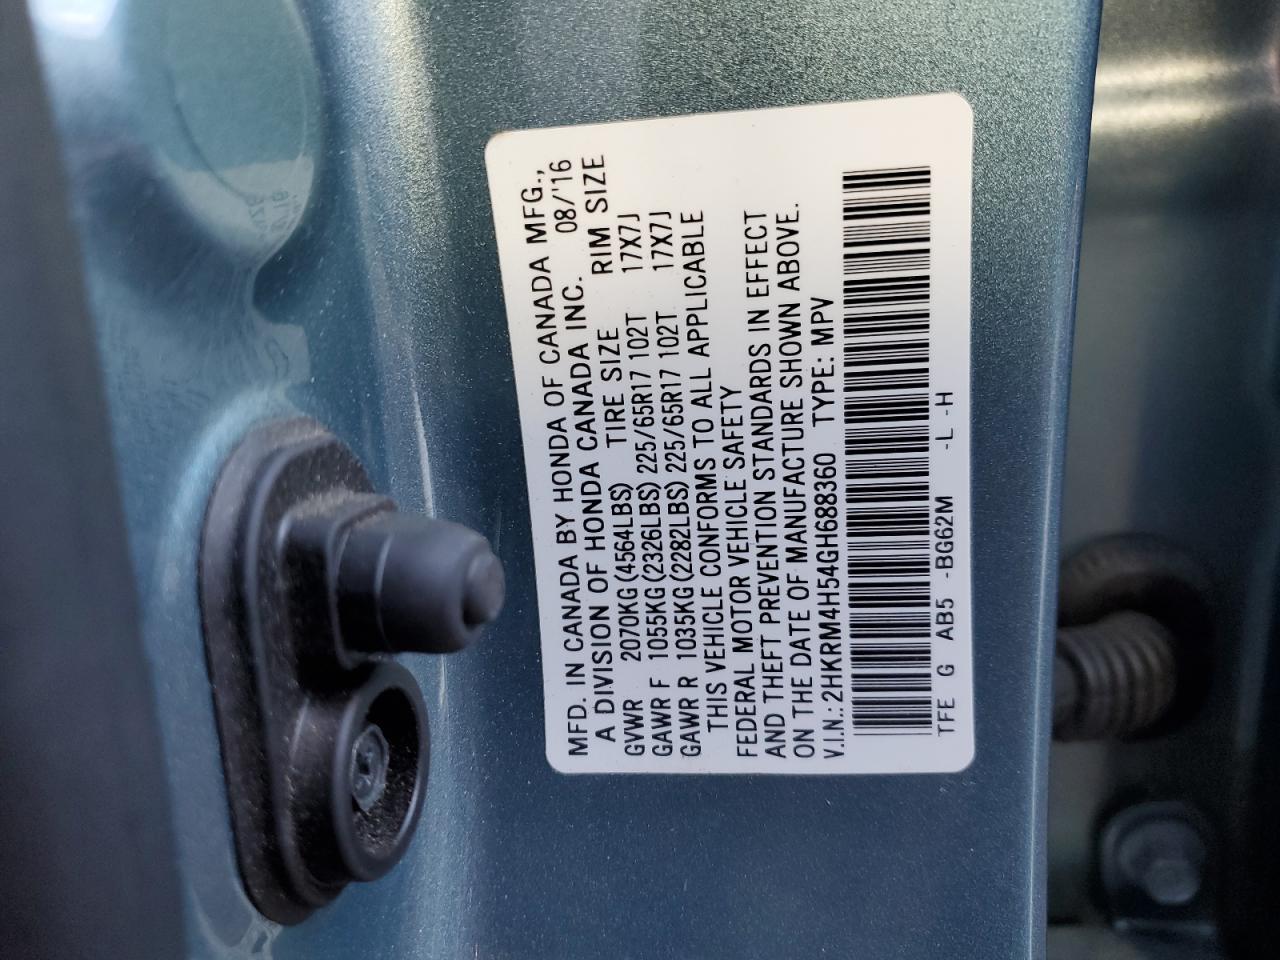 MFD. IN CANADA BY HONDA OF CANADA MFG.,
A DIVISION OF HONDA CANADA INC. 08/'16
GVWR 2070KG(4564LBS) TIRE SIZE RIM SIZE
GAWR F 1055KG(2326LBS) 225/65R17 102T 17X7J
GAWR R 1035KG(2282LBS) 225/65R17 102T 17X7J
THIS VEHICLE CONFORMS TO ALL APPLICABLE
FEDERAL MOTOR VEHICLE SAFETY
AND THEFT PREVENTION STANDARDS IN EFFECT
ON THE DATE OF MANUFACTURE SHOWN ABOVE.
V.I.N.: 2HKRM4H54GH688360 TYPE: MPV
TFE G AB5 -BG62M -L -H